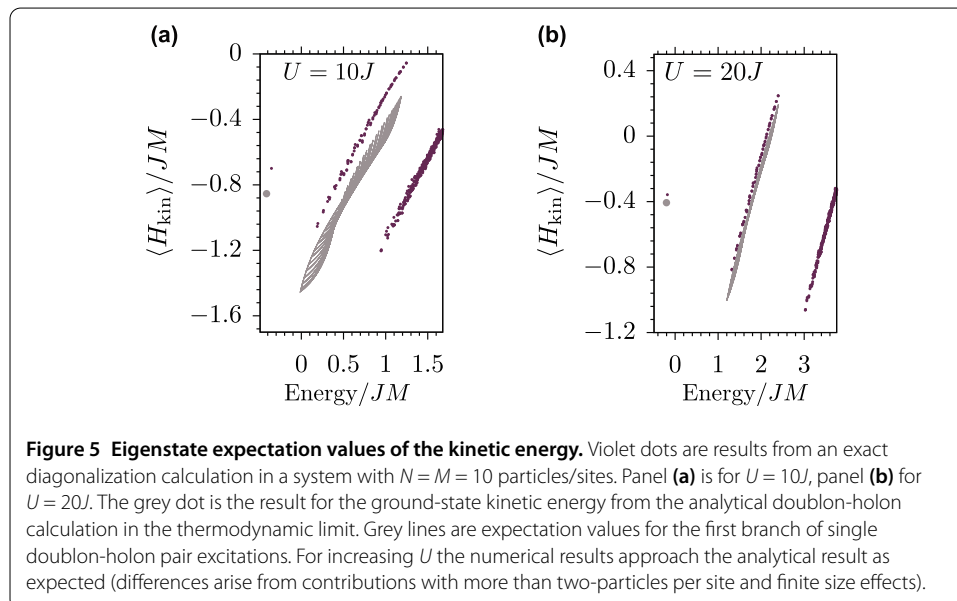 (a)
U = 10J
0
−0.4
−0.8
−1.2
−1.6
⟨H_kin⟩/JM
0 0.5 1 1.5
Energy/JM
(b)
U = 20J
0.4
0
−0.4
−0.8
−1.2
⟨H_kin⟩/JM
0 1 2 3
Energy/JM
Figure 5 Eigenstate expectation values of the kinetic energy. Violet dots are results from an exact
diagonalization calculation in a system with N = M = 10 particles/sites. Panel (a) is for U = 10J, panel (b) for
U = 20J. The grey dot is the result for the ground-state kinetic energy from the analytical doublon-holon
calculation in the thermodynamic limit. Grey lines are expectation values for the first branch of single
doublon-holon pair excitations. For increasing U the numerical results approach the analytical result as
expected (differences arise from contributions with more than two-particles per site and finite size effects).